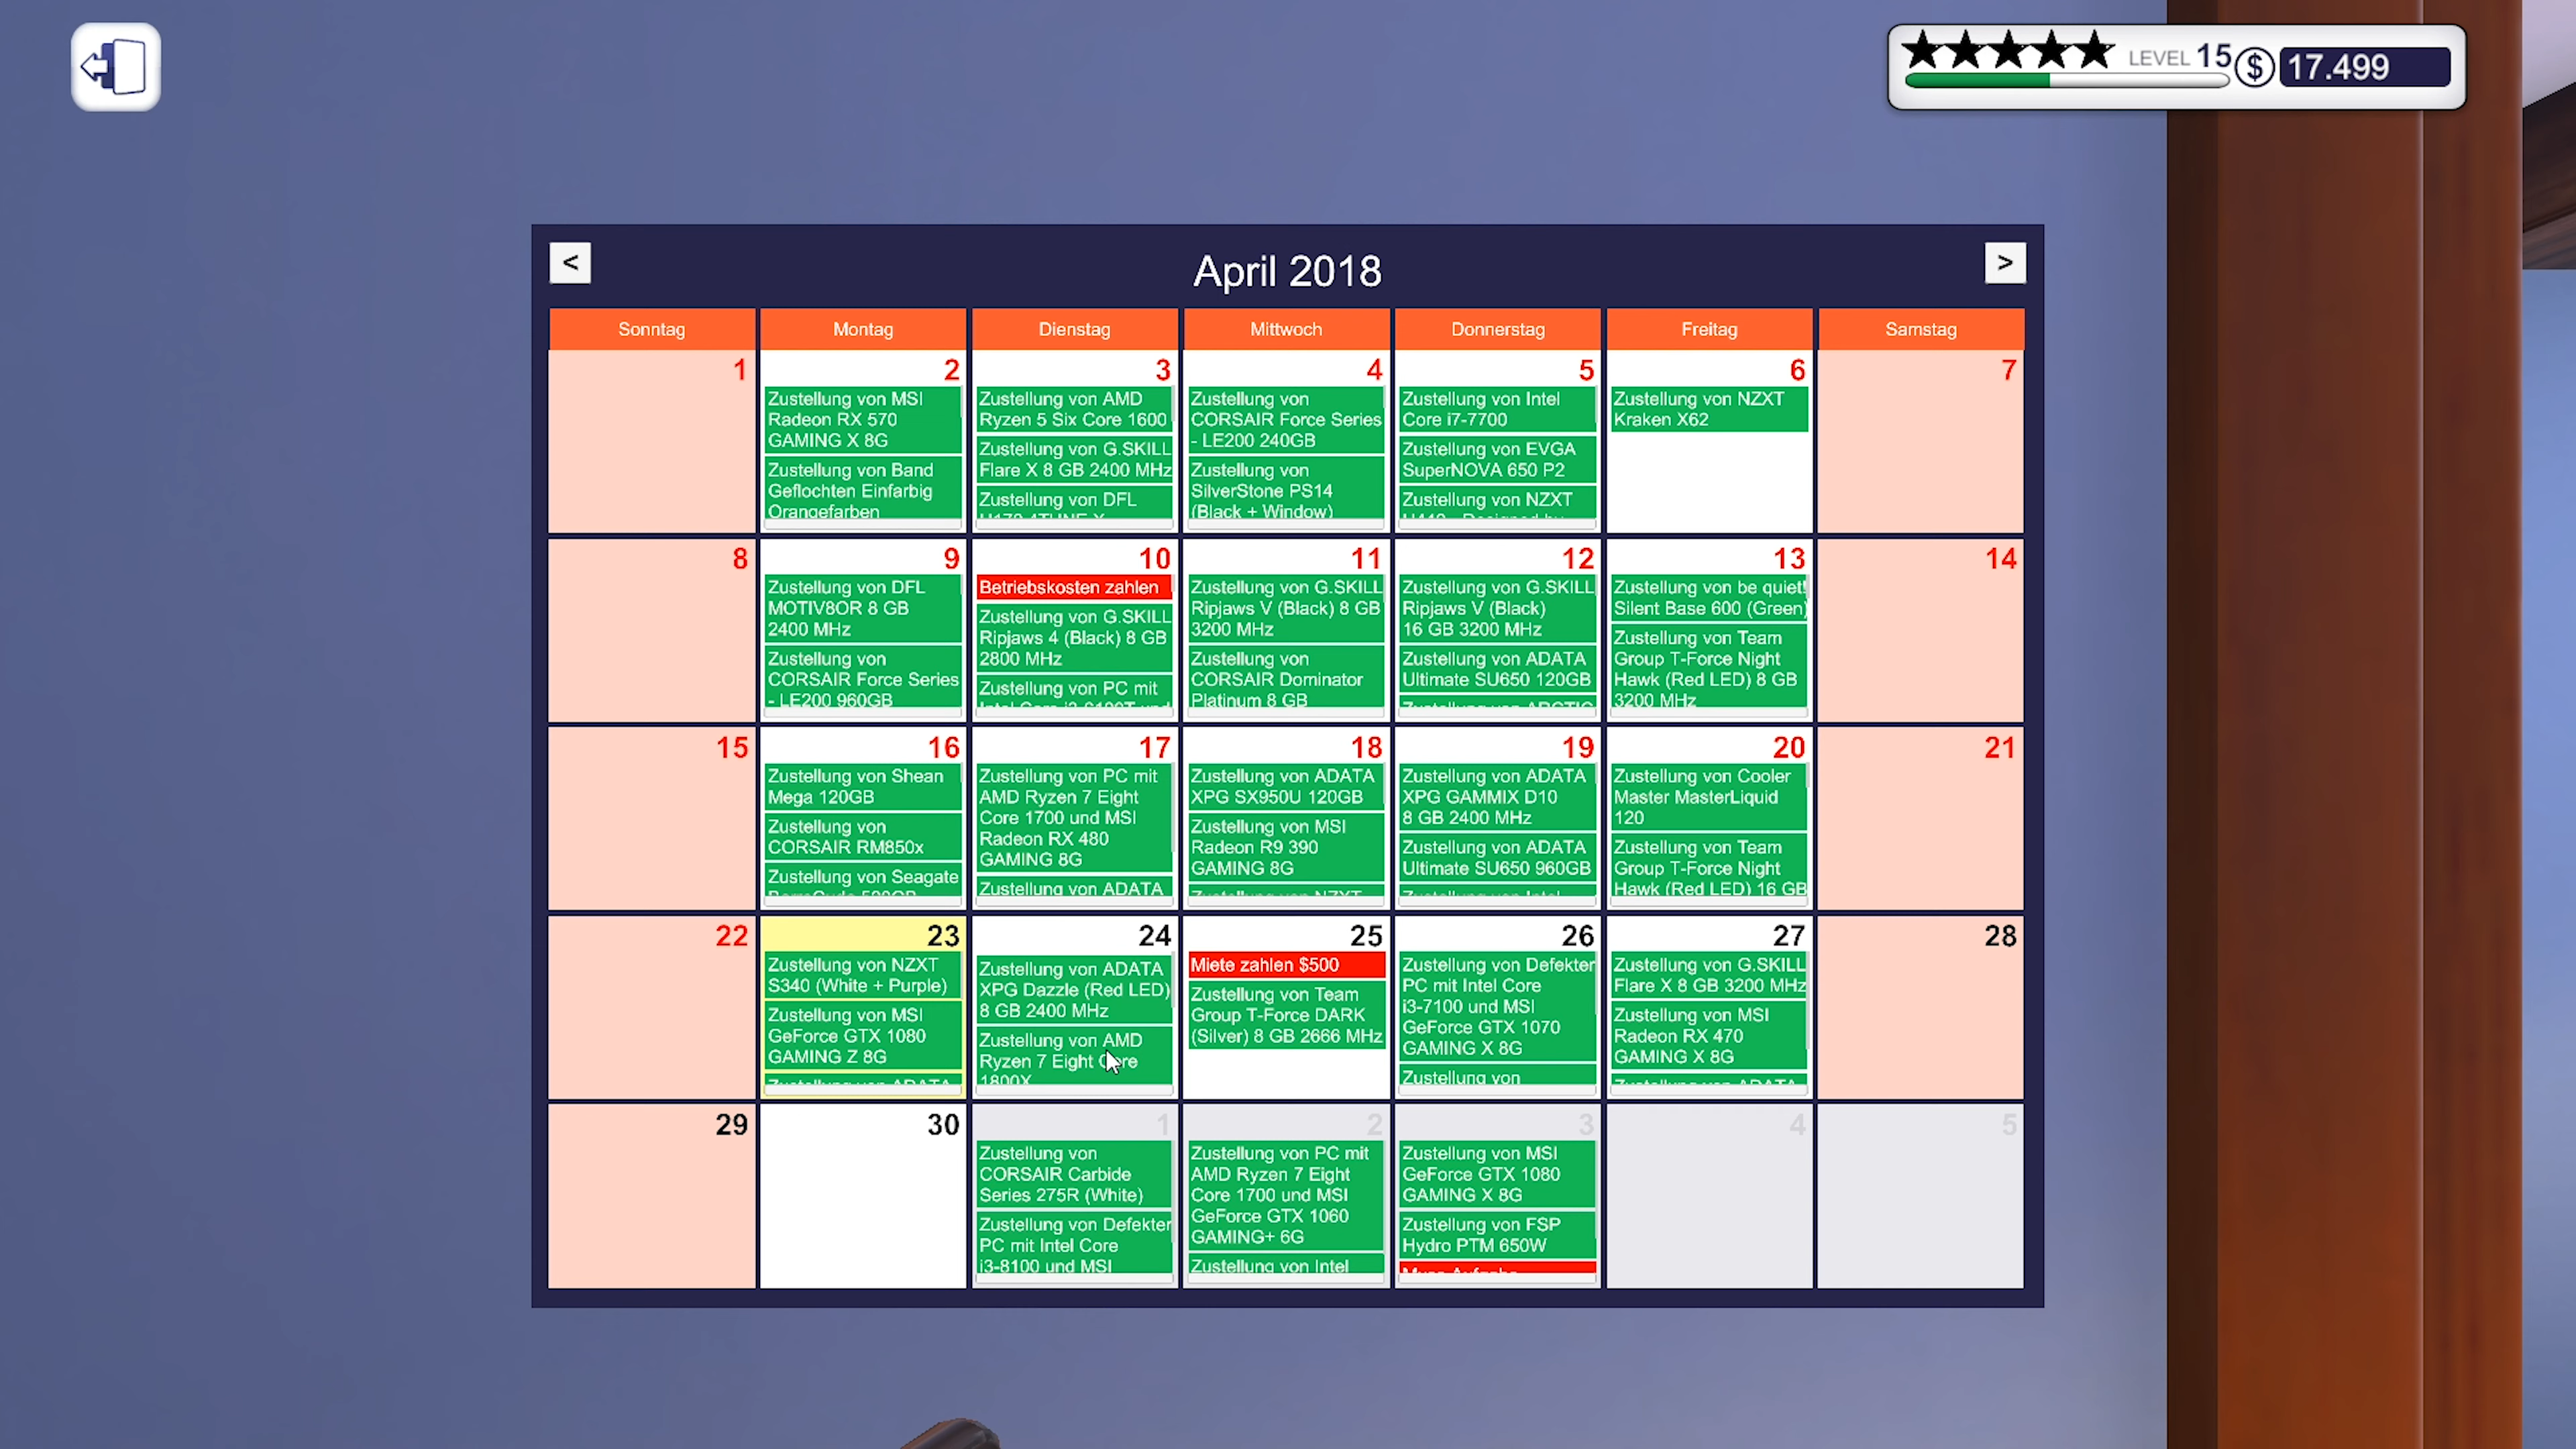 LEVEL 15
$ 17.499
<
April 2018
>
Sonntag
Montag
Dienstag
Mittwoch
Donnerstag
Freitag
Samstag
1
2
Zustellung von MSI
Radeon RX 570
GAMING X 8G
Zustellung von Band
Geflochten Einfarbig
Orangefarben
3
Zustellung von AMD
Ryzen 5 Six Core 1600
Zustellung von G.SKILL
Flare X 8 GB 2400 MHz
Zustellung von DFL
4
Zustellung von
CORSAIR Force Series
- LE200 240GB
Zustellung von
SilverStone PS14
(Black + Window)
5
Zustellung von Intel
Core i7-7700
Zustellung von EVGA
SuperNOVA 650 P2
Zustellung von NZXT
6
Zustellung von NZXT
Kraken X62
7
8
9
Zustellung von DFL
MOTIV8OR 8 GB
2400 MHz
Zustellung von
CORSAIR Force Series
- LE200 960GB
10
Betriebskosten zahlen
Zustellung von G.SKILL
Ripjaws 4 (Black) 8 GB
2800 MHz
Zustellung von PC mit
11
Zustellung von G.SKILL
Ripjaws V (Black) 8 GB
3200 MHz
Zustellung von
CORSAIR Dominator
Platinum 8 GB
12
Zustellung von G.SKILL
Ripjaws V (Black)
16 GB 3200 MHz
Zustellung von ADATA
Ultimate SU650 120GB
13
Zustellung von be quiet!
Silent Base 600 (Green)
Zustellung von Team
Group T-Force Night
Hawk (Red LED) 8 GB
3200 MHz
14
15
16
Zustellung von Shean
Mega 120GB
Zustellung von
CORSAIR RM850x
Zustellung von Seagate
17
Zustellung von PC mit
AMD Ryzen 7 Eight
Core 1700 und MSI
Radeon RX 480
GAMING 8G
Zustellung von ADATA
18
Zustellung von ADATA
XPG SX950U 120GB
Zustellung von MSI
Radeon R9 390
GAMING 8G
19
Zustellung von ADATA
XPG GAMMIX D10
8 GB 2400 MHz
Zustellung von ADATA
Ultimate SU650 960GB
20
Zustellung von Cooler
Master MasterLiquid
120
Zustellung von Team
Group T-Force Night
Hawk (Red LED) 16 GB
21
22
23
Zustellung von NZXT
S340 (White + Purple)
Zustellung von MSI
GeForce GTX 1080
GAMING Z 8G
24
Zustellung von ADATA
XPG Dazzle (Red LED)
8 GB 2400 MHz
Zustellung von AMD
Ryzen 7 Eight Core
1800X
25
Miete zahlen $500
Zustellung von Team
Group T-Force DARK
(Silver) 8 GB 2666 MHz
26
Zustellung von Defekter
PC mit Intel Core
i3-7100 und MSI
GeForce GTX 1070
GAMING X 8G
Zustellung von
27
Zustellung von G.SKILL
Flare X 8 GB 3200 MHz
Zustellung von MSI
Radeon RX 470
GAMING X 8G
28
29
30
1
Zustellung von
CORSAIR Carbide
Series 275R (White)
Zustellung von Defekter
PC mit Intel Core
i3-8100 und MSI
2
Zustellung von PC mit
AMD Ryzen 7 Eight
Core 1700 und MSI
GeForce GTX 1060
GAMING+ 6G
Zustellung von Intel
3
Zustellung von MSI
GeForce GTX 1080
GAMING X 8G
Zustellung von FSP
Hydro PTM 650W
4
5